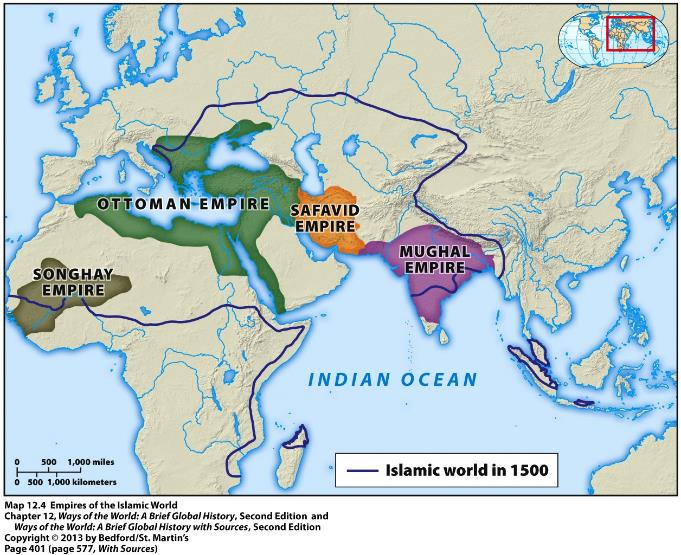 OTTOMAN EMPIRE
SAFAVID
EMPIRE
MUGHAL
EMPIRE
SONGHAY
EMPIRE
INDIAN OCEAN
0 500 1,000 miles
0 500 1,000 kilometers
Islamic world in 1500
Map 12.4 Empires of the Islamic World
Chapter 12, Ways of the World: A Brief Global History, Second Edition and
Ways of the World: A Brief Global History with Sources, Second Edition
Copyright © 2013 by Bedford/St. Martin's
Page 401 (page 577, With Sources)